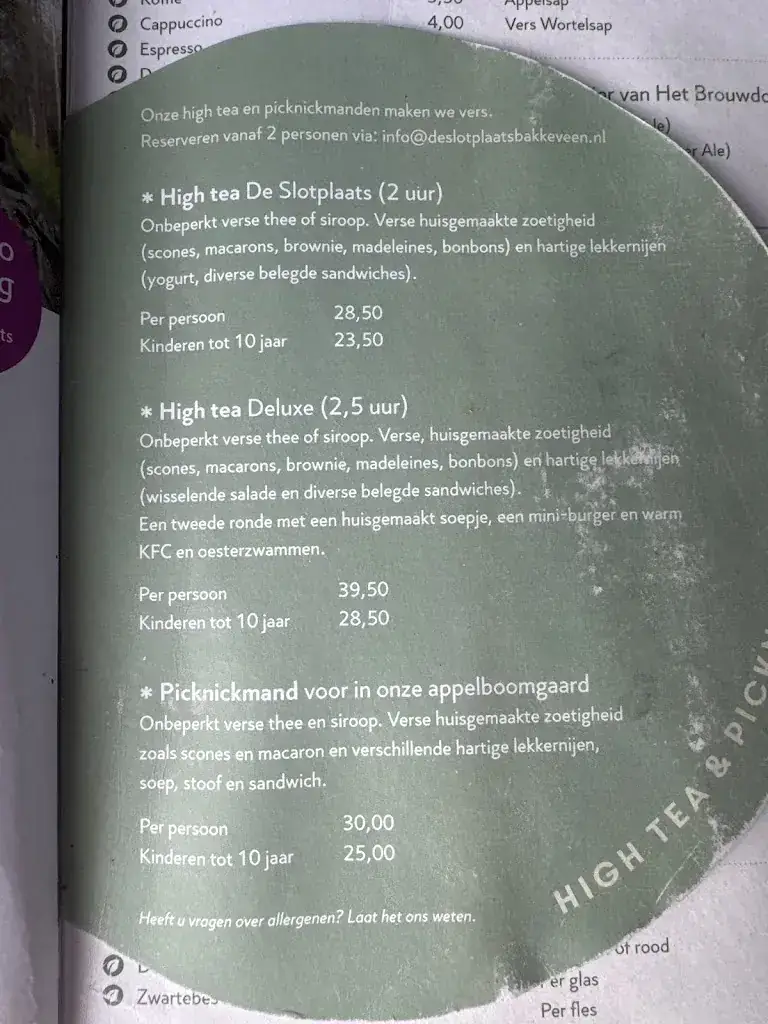 Cappuccino 4,00 Vers Wortelsap
Espresso
van Het Brouwdo
Ale)
Onze high tea en picknickmanden maken we vers.
Reserveren vanaf 2 personen via: info@deslotplaatsbakkeveen.nl
* High tea De Slotplaats (2 uur)
Onbeperkt verse thee of siroop. Verse huisgemaakte zoetigheid
(scones, macarons, brownie, madeleines, bonbons) en hartige lekkernijen
(yogurt, diverse belegde sandwiches).
Per persoon 28,50
Kinderen tot 10 jaar 23,50
* High tea Deluxe (2,5 uur)
Onbeperkt verse thee of siroop. Verse, huisgemaakte zoetigheid
(scones, macarons, brownie, madeleines, bonbons) en hartige lekkernijen
(wisselende salade en diverse belegde sandwiches).
Een tweede ronde met een huisgemaakt soepje, een mini-burger en warm
KFC en oesterzwammen.
Per persoon 39,50
Kinderen tot 10 jaar 28,50
* Picknickmand voor in onze appelboomgaard
Onbeperkt verse thee en siroop. Verse huisgemaakte zoetigheid
zoals scones en macaron en verschillende hartige lekkernijen,
soep, stoof en sandwich.
Per persoon 30,00
Kinderen tot 10 jaar 25,00
Heeft u vragen over allergenen? Laat het ons weten.
HIGH TEA & PICKN
of rood
Zwartebes
Per glas
Per fles